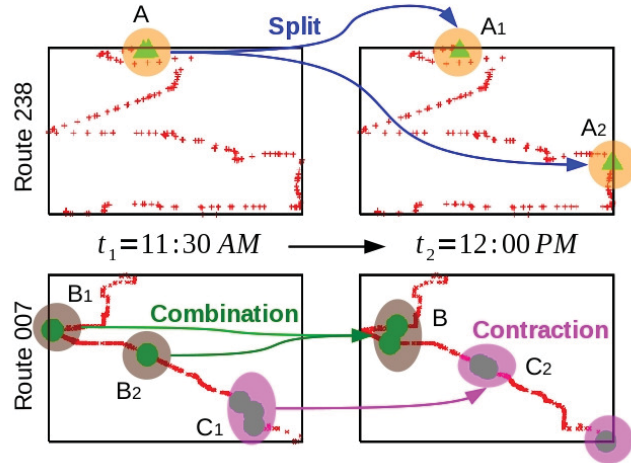 A
Split
A1
A2
Route 238
t1=11:30 AM
t2=12:00 PM
Route 007
B1
Combination
B2
C1
B
Contraction
C2